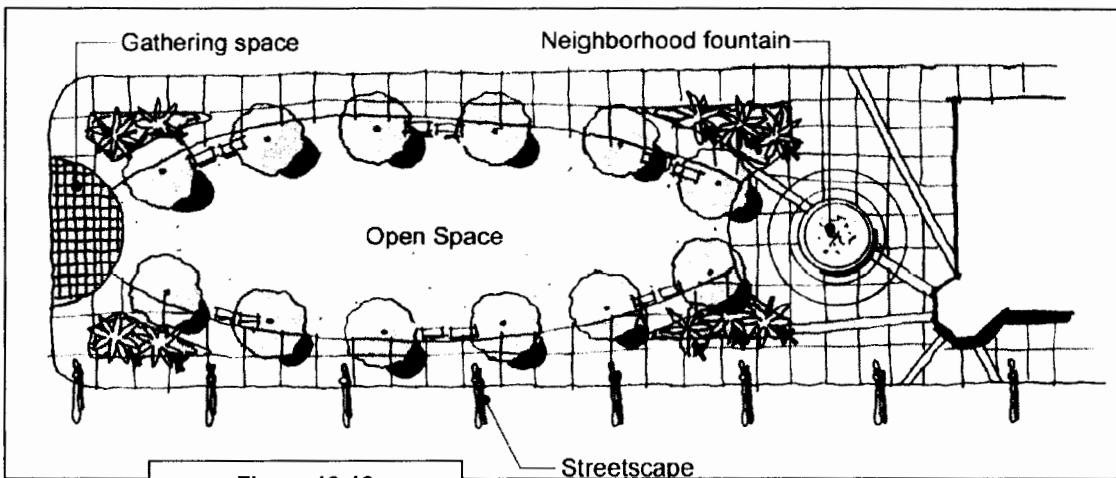 Gathering space
Neighborhood fountain
Open Space
Streetscape